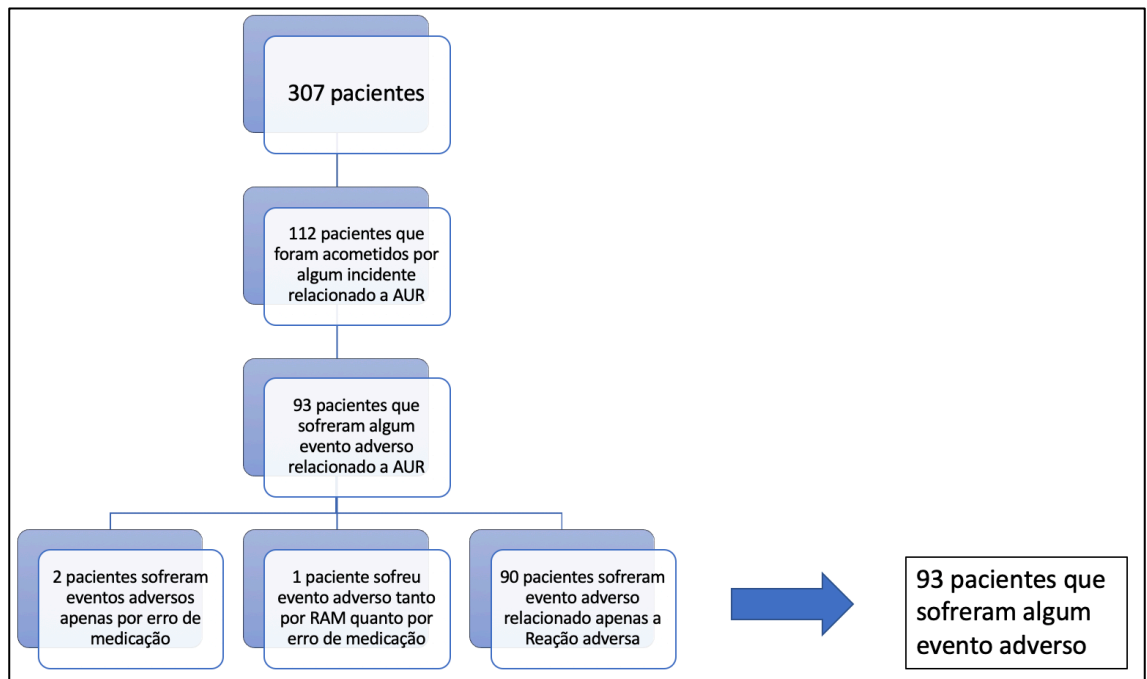 307 pacientes
112 pacientes que
foram acometidos por
algum incidente
relacionado a AUR
93 pacientes que
sofreram algum
evento adverso
relacionado a AUR
2 pacientes sofreram
eventos adversos
apenas por erro de
medicação
1 paciente sofreu
evento adverso tanto
por RAM quanto por
erro de medicação
90 pacientes sofreram
evento adverso
relacionado apenas a
Reação adversa
93 pacientes que
sofreram algum
evento adverso